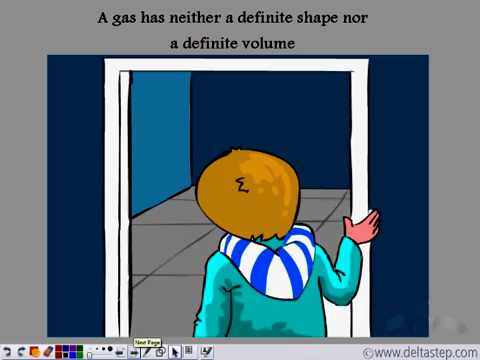 A gas has neither a definite shape nor
a definite volume
Next Page
©www.deltastep.com